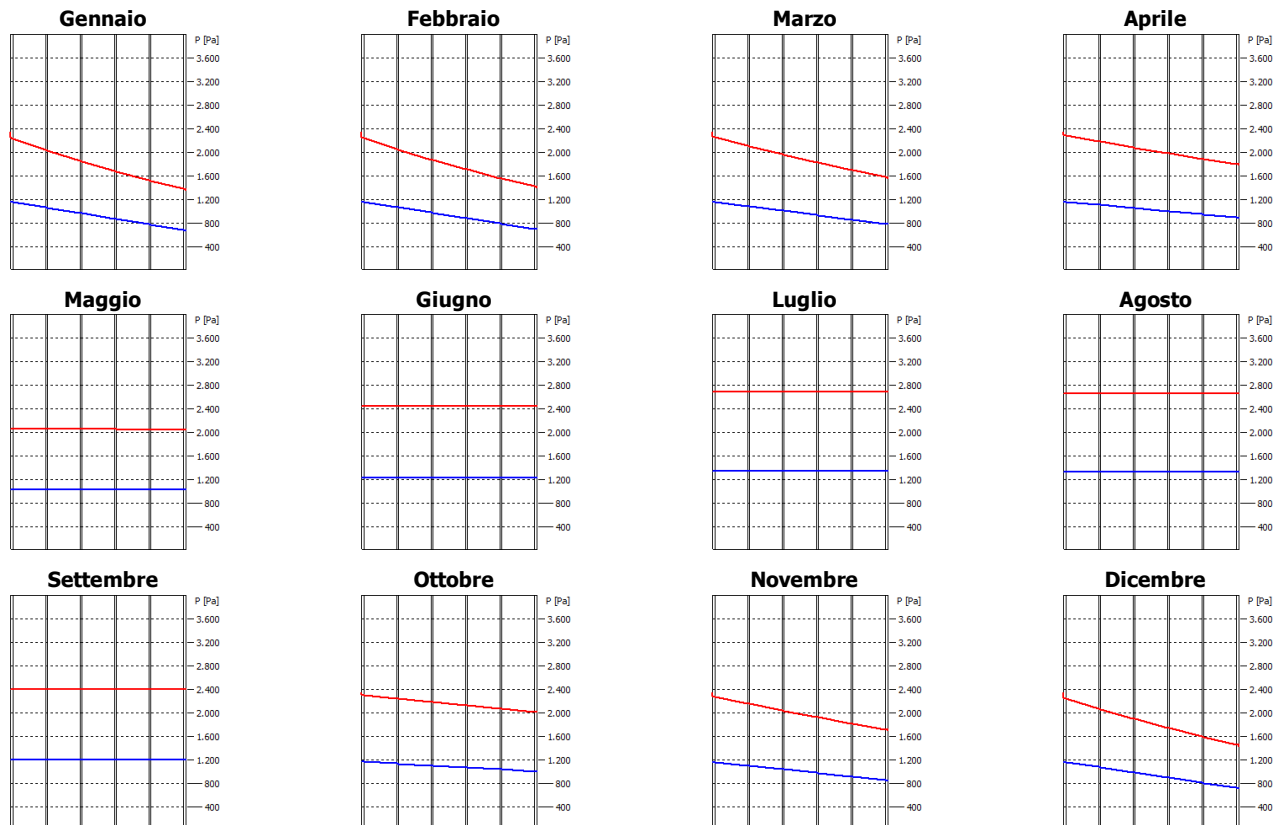 Gennaio Febbraio Marzo Aprile
P [Pa] P [Pa] P [Pa] P [Pa]
3.600 3.600 3.600 3.600
3.200 3.200 3.200 3.200
2.800 2.800 2.800 2.800
2.400 2.400 2.400 2.400
2.000 2.000 2.000 2.000
1.600 1.600 1.600 1.600
1.200 1.200 1.200 1.200
800 800 800 800
400 400 400 400
Maggio Giugno Luglio Agosto
P [Pa] P [Pa] P [Pa] P [Pa]
3.600 3.600 3.600 3.600
3.200 3.200 3.200 3.200
2.800 2.800 2.800 2.800
2.400 2.400 2.400 2.400
2.000 2.000 2.000 2.000
1.600 1.600 1.600 1.600
1.200 1.200 1.200 1.200
800 800 800 800
400 400 400 400
Settembre Ottobre Novembre Dicembre
P [Pa] P [Pa] P [Pa] P [Pa]
3.600 3.600 3.600 3.600
3.200 3.200 3.200 3.200
2.800 2.800 2.800 2.800
2.400 2.400 2.400 2.400
2.000 2.000 2.000 2.000
1.600 1.600 1.600 1.600
1.200 1.200 1.200 1.200
800 800 800 800
400 400 400 400